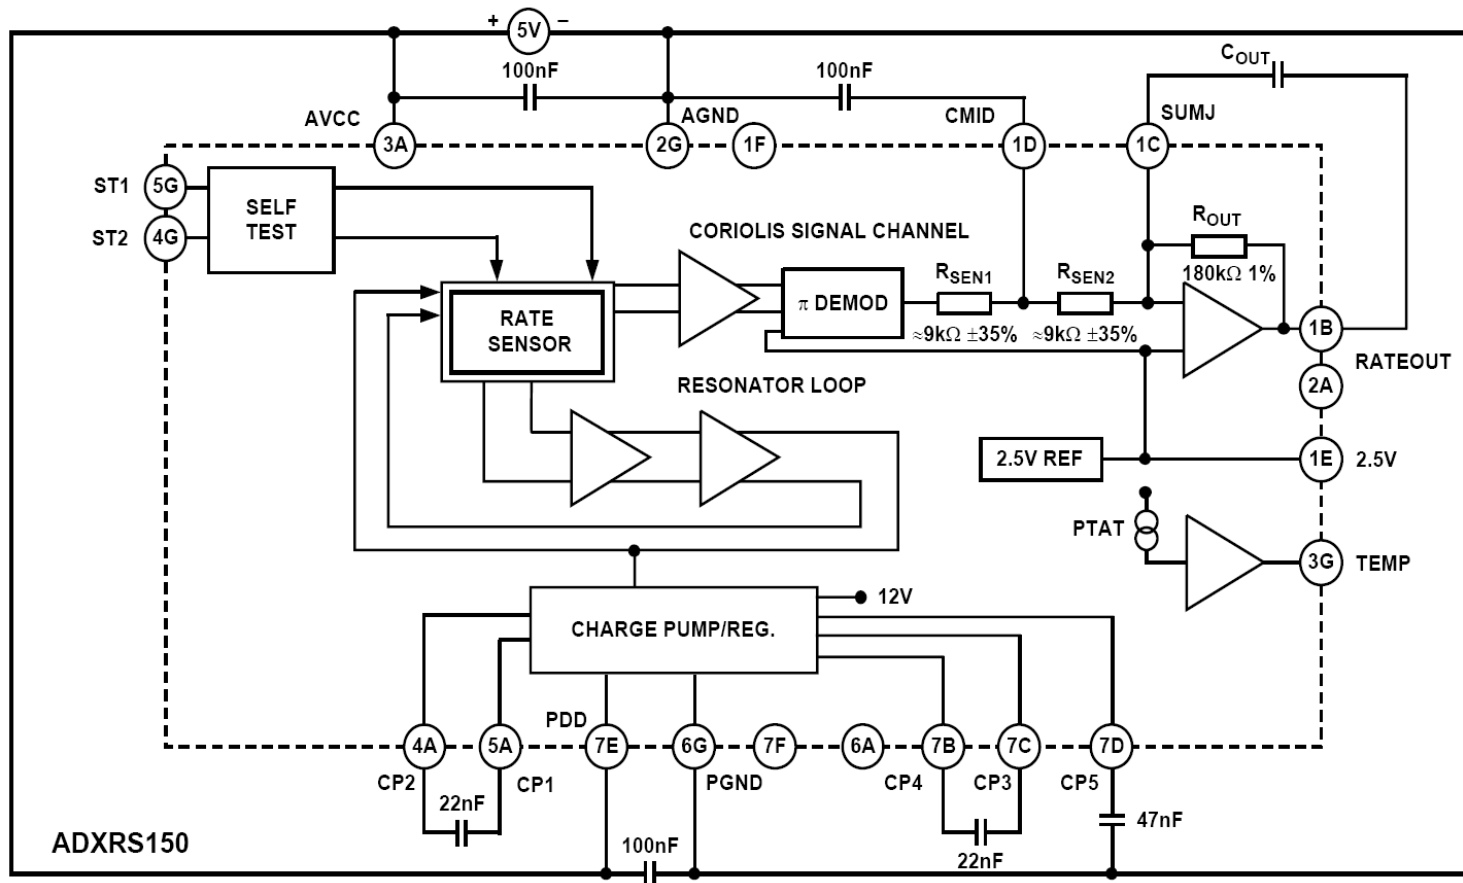 + 5V −
100nF
100nF
COUT
AVCC
AGND
CMID
SUMJ
3A
2G
1F
1D
1C
ST1
5G
ST2
4G
SELF
TEST
CORIOLIS SIGNAL CHANNEL
ROUT
180kΩ 1%
RSEN1
RSEN2
π DEMOD
≈9kΩ ±35%
≈9kΩ ±35%
RATE
SENSOR
1B
RATEOUT
2A
RESONATOR LOOP
2.5V REF
1E
2.5V
PTAT
3G
TEMP
12V
CHARGE PUMP/REG.
PDD
4A
5A
7E
6G
7F
6A
7B
7C
7D
CP2
CP1
PGND
CP4
CP3
CP5
22nF
47nF
ADXRS150
100nF
22nF